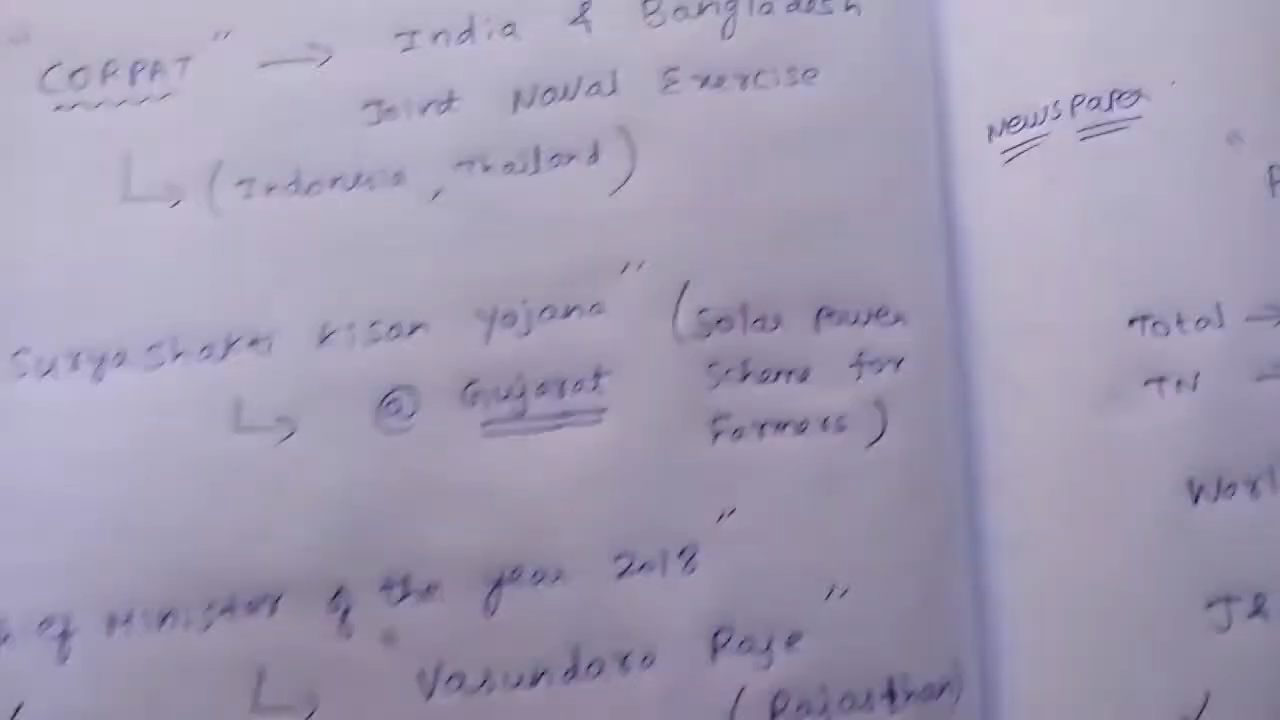 "CORPAT" → India & Bangladesh
Joint Naval Exercise
↳ (Indonesia, Thailand)
Suryashakti Kisan Yojana" (Solar Power
↳ @ Gujarat Scheme for
Farmers)
of Minister of the year 2018"
↳ "Vasundara Raje"
(Rajasthan)
Newspaper
Total →
TN →
Worl
J&